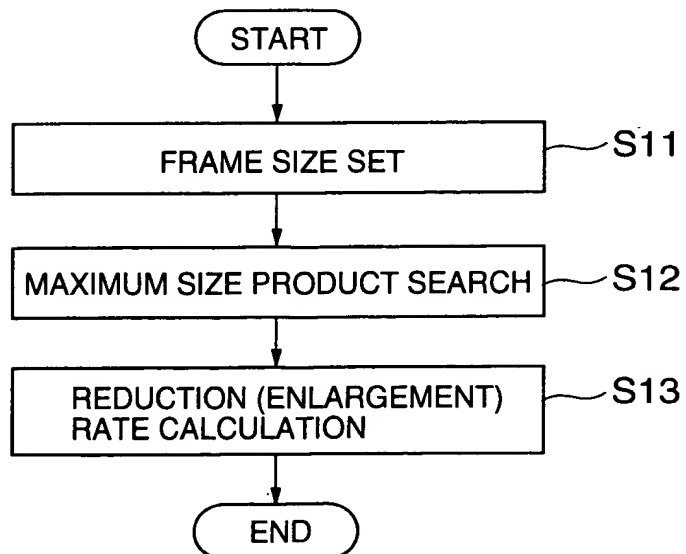 START
FRAME SIZE SET
S11
MAXIMUM SIZE PRODUCT SEARCH
S12
REDUCTION (ENLARGEMENT)
RATE CALCULATION
S13
END